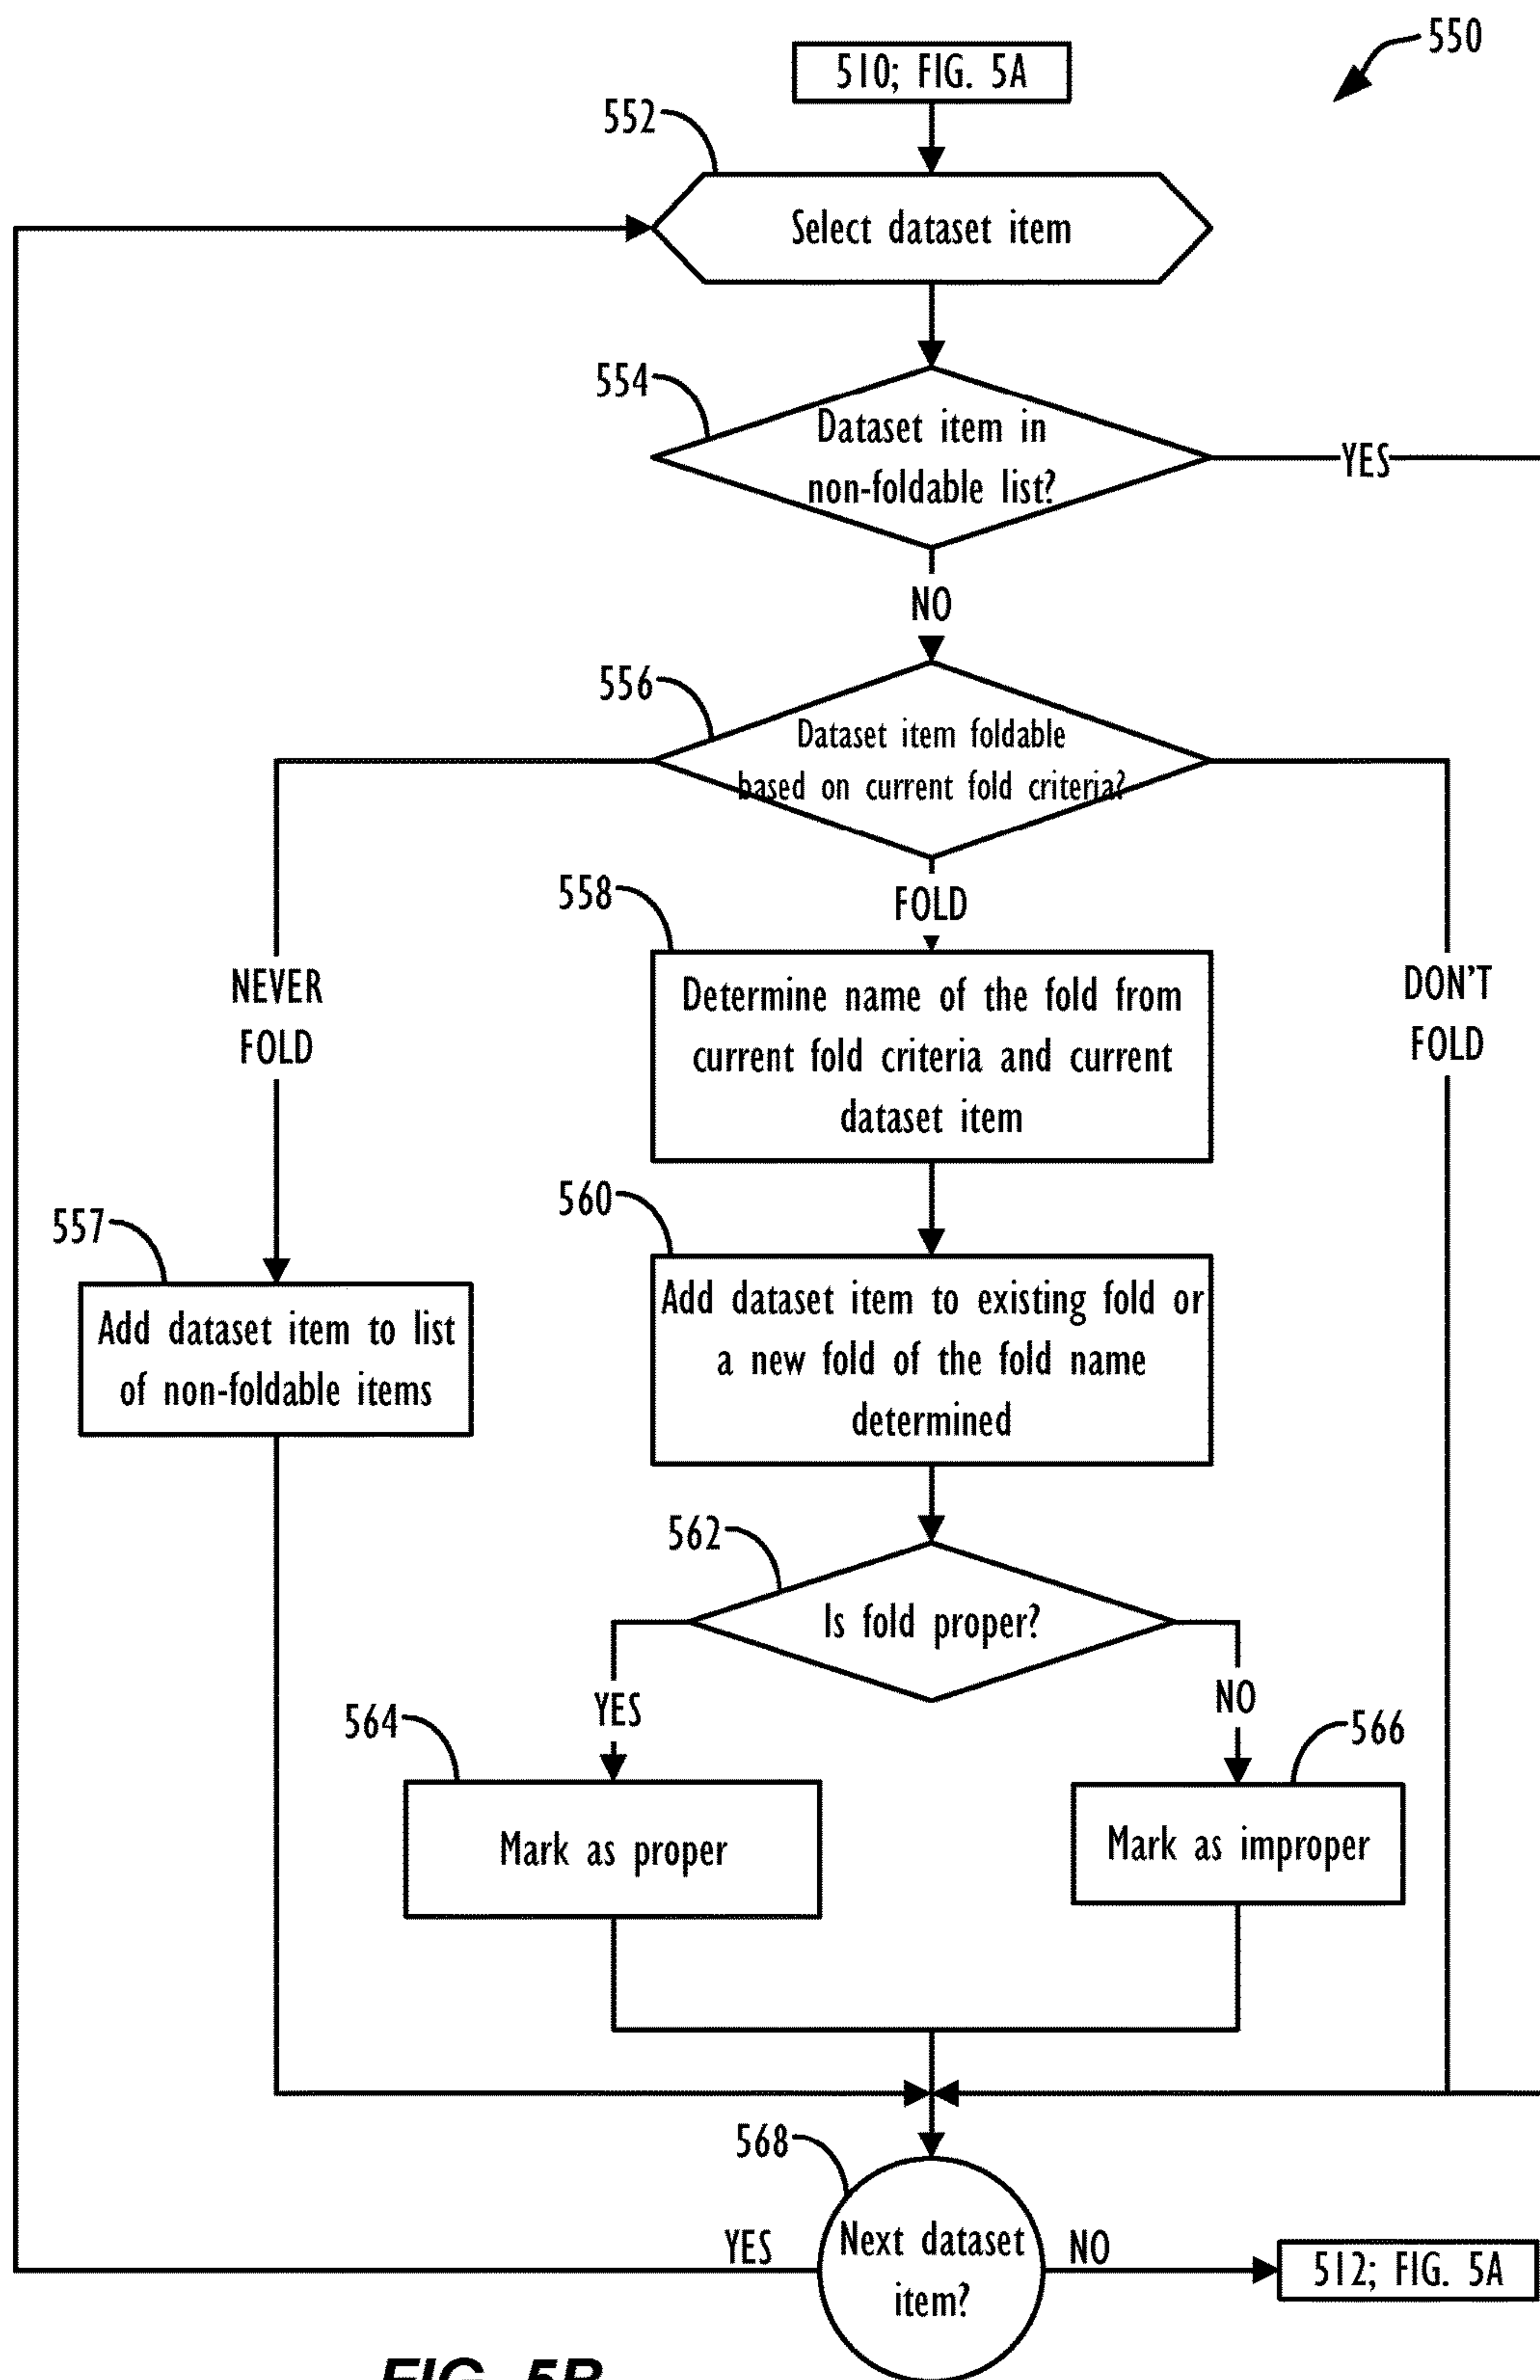 550
510; FIG. 5A
552
Select dataset item
554
Dataset item in
non-foldable list?
YES
NO
556
Dataset item foldable
based on current fold criteria?
558
FOLD
NEVER
FOLD
DON'T
FOLD
Determine name of the fold from
current fold criteria and current
dataset item
560
557
Add dataset item to list
of non-foldable items
Add dataset item to existing fold or
a new fold of the fold name
determined
562
Is fold proper?
YES
NO
564
566
Mark as proper
Mark as improper
568
Next dataset
item?
YES
NO
512; FIG. 5A
FIG. 5B